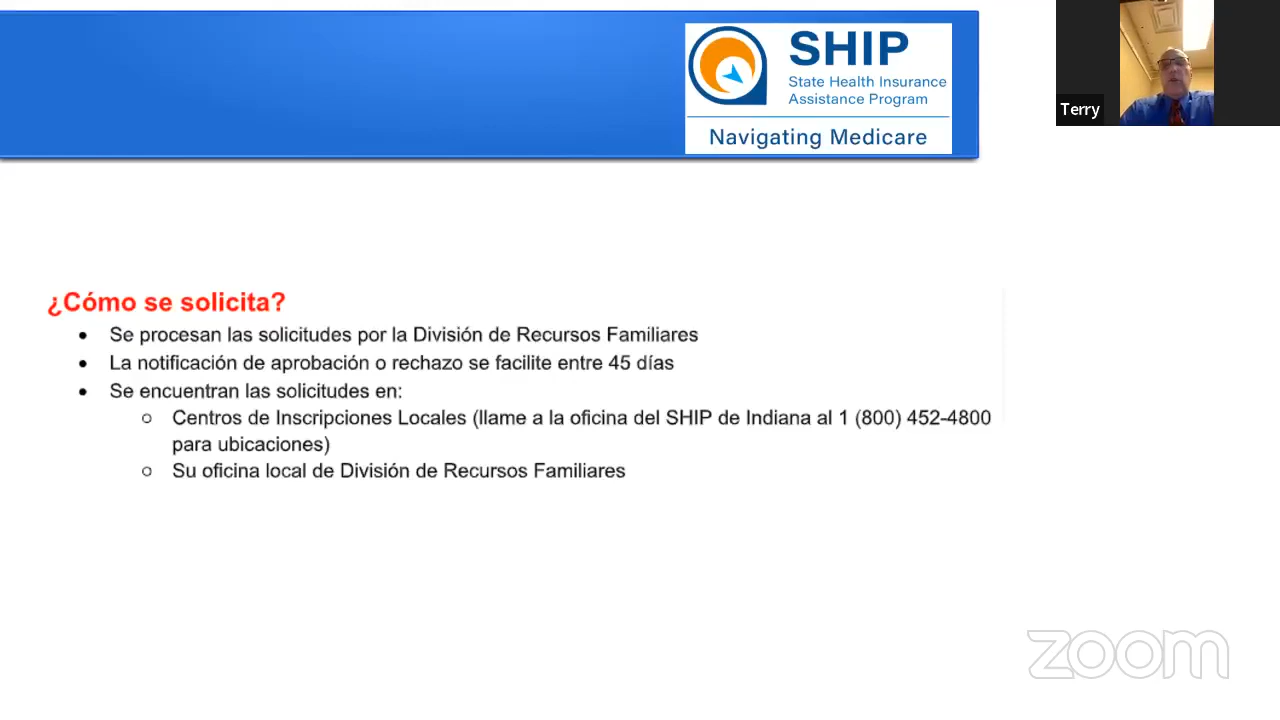 SHIP
State Health Insurance
Assistance Program
Navigating Medicare
Terry
¿Cómo se solicita?
• Se procesan las solicitudes por la División de Recursos Familiares
• La notificación de aprobación o rechazo se facilite entre 45 días
• Se encuentran las solicitudes en:
○ Centros de Inscripciones Locales (llame a la oficina del SHIP de Indiana al 1 (800) 452-4800
para ubicaciones)
○ Su oficina local de División de Recursos Familiares
zoom